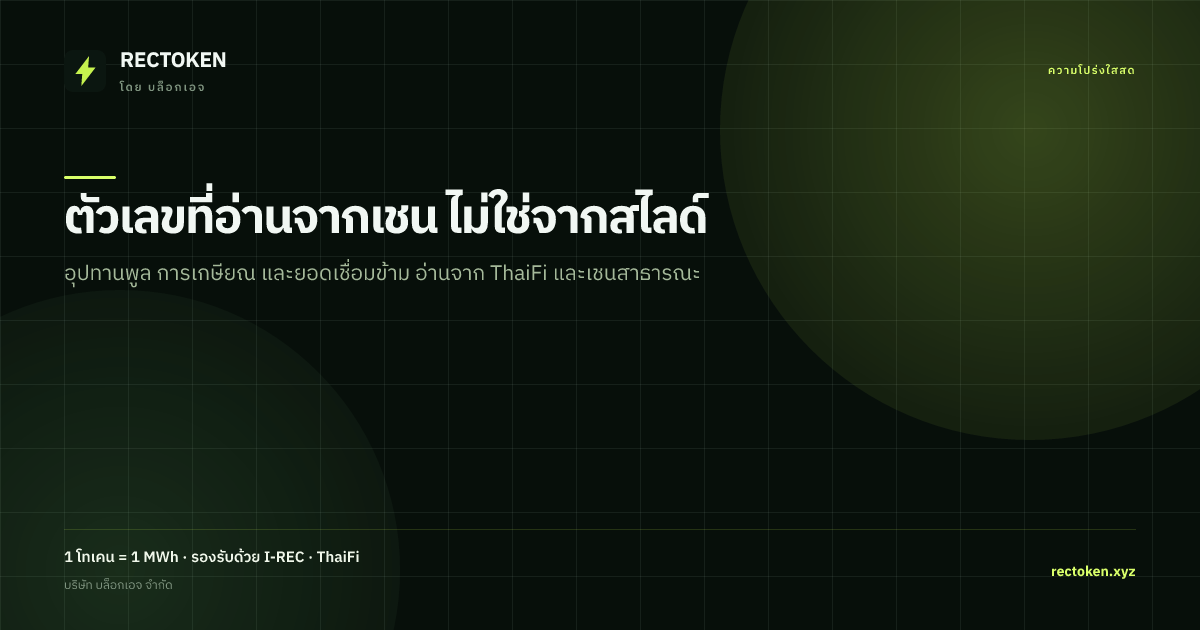 RECTOKEN
โดย บล็อกเอจ
ความโปร่งใสสด
ตัวเลขที่อ่านจากเชน ไม่ใช่จากสไลด์
อุปทานพูล การเกษียณ และยอดเชื่อมข้าม อ่านจาก ThaiFi และเชนสาธารณะ
1 โทเคน = 1 MWh · รองรับด้วย I-REC · ThaiFi
บริษัท บล็อกเอจ จำกัด
rectoken.xyz